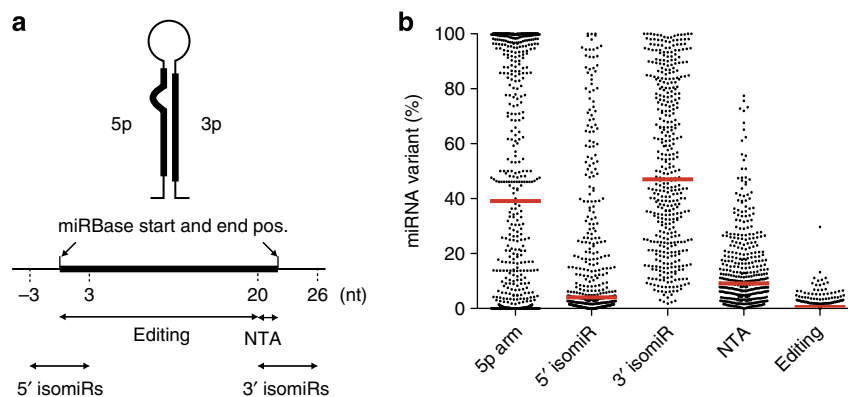 a
5p
3p
miRBase start and end pos.
–3
3
20
26
(nt)
Editing
NTA
5′ isomiRs
3′ isomiRs
b
miRNA variant (%)
100
80
60
40
20
0
5p arm
5′ isomiR
3′ isomiR
NTA
Editing